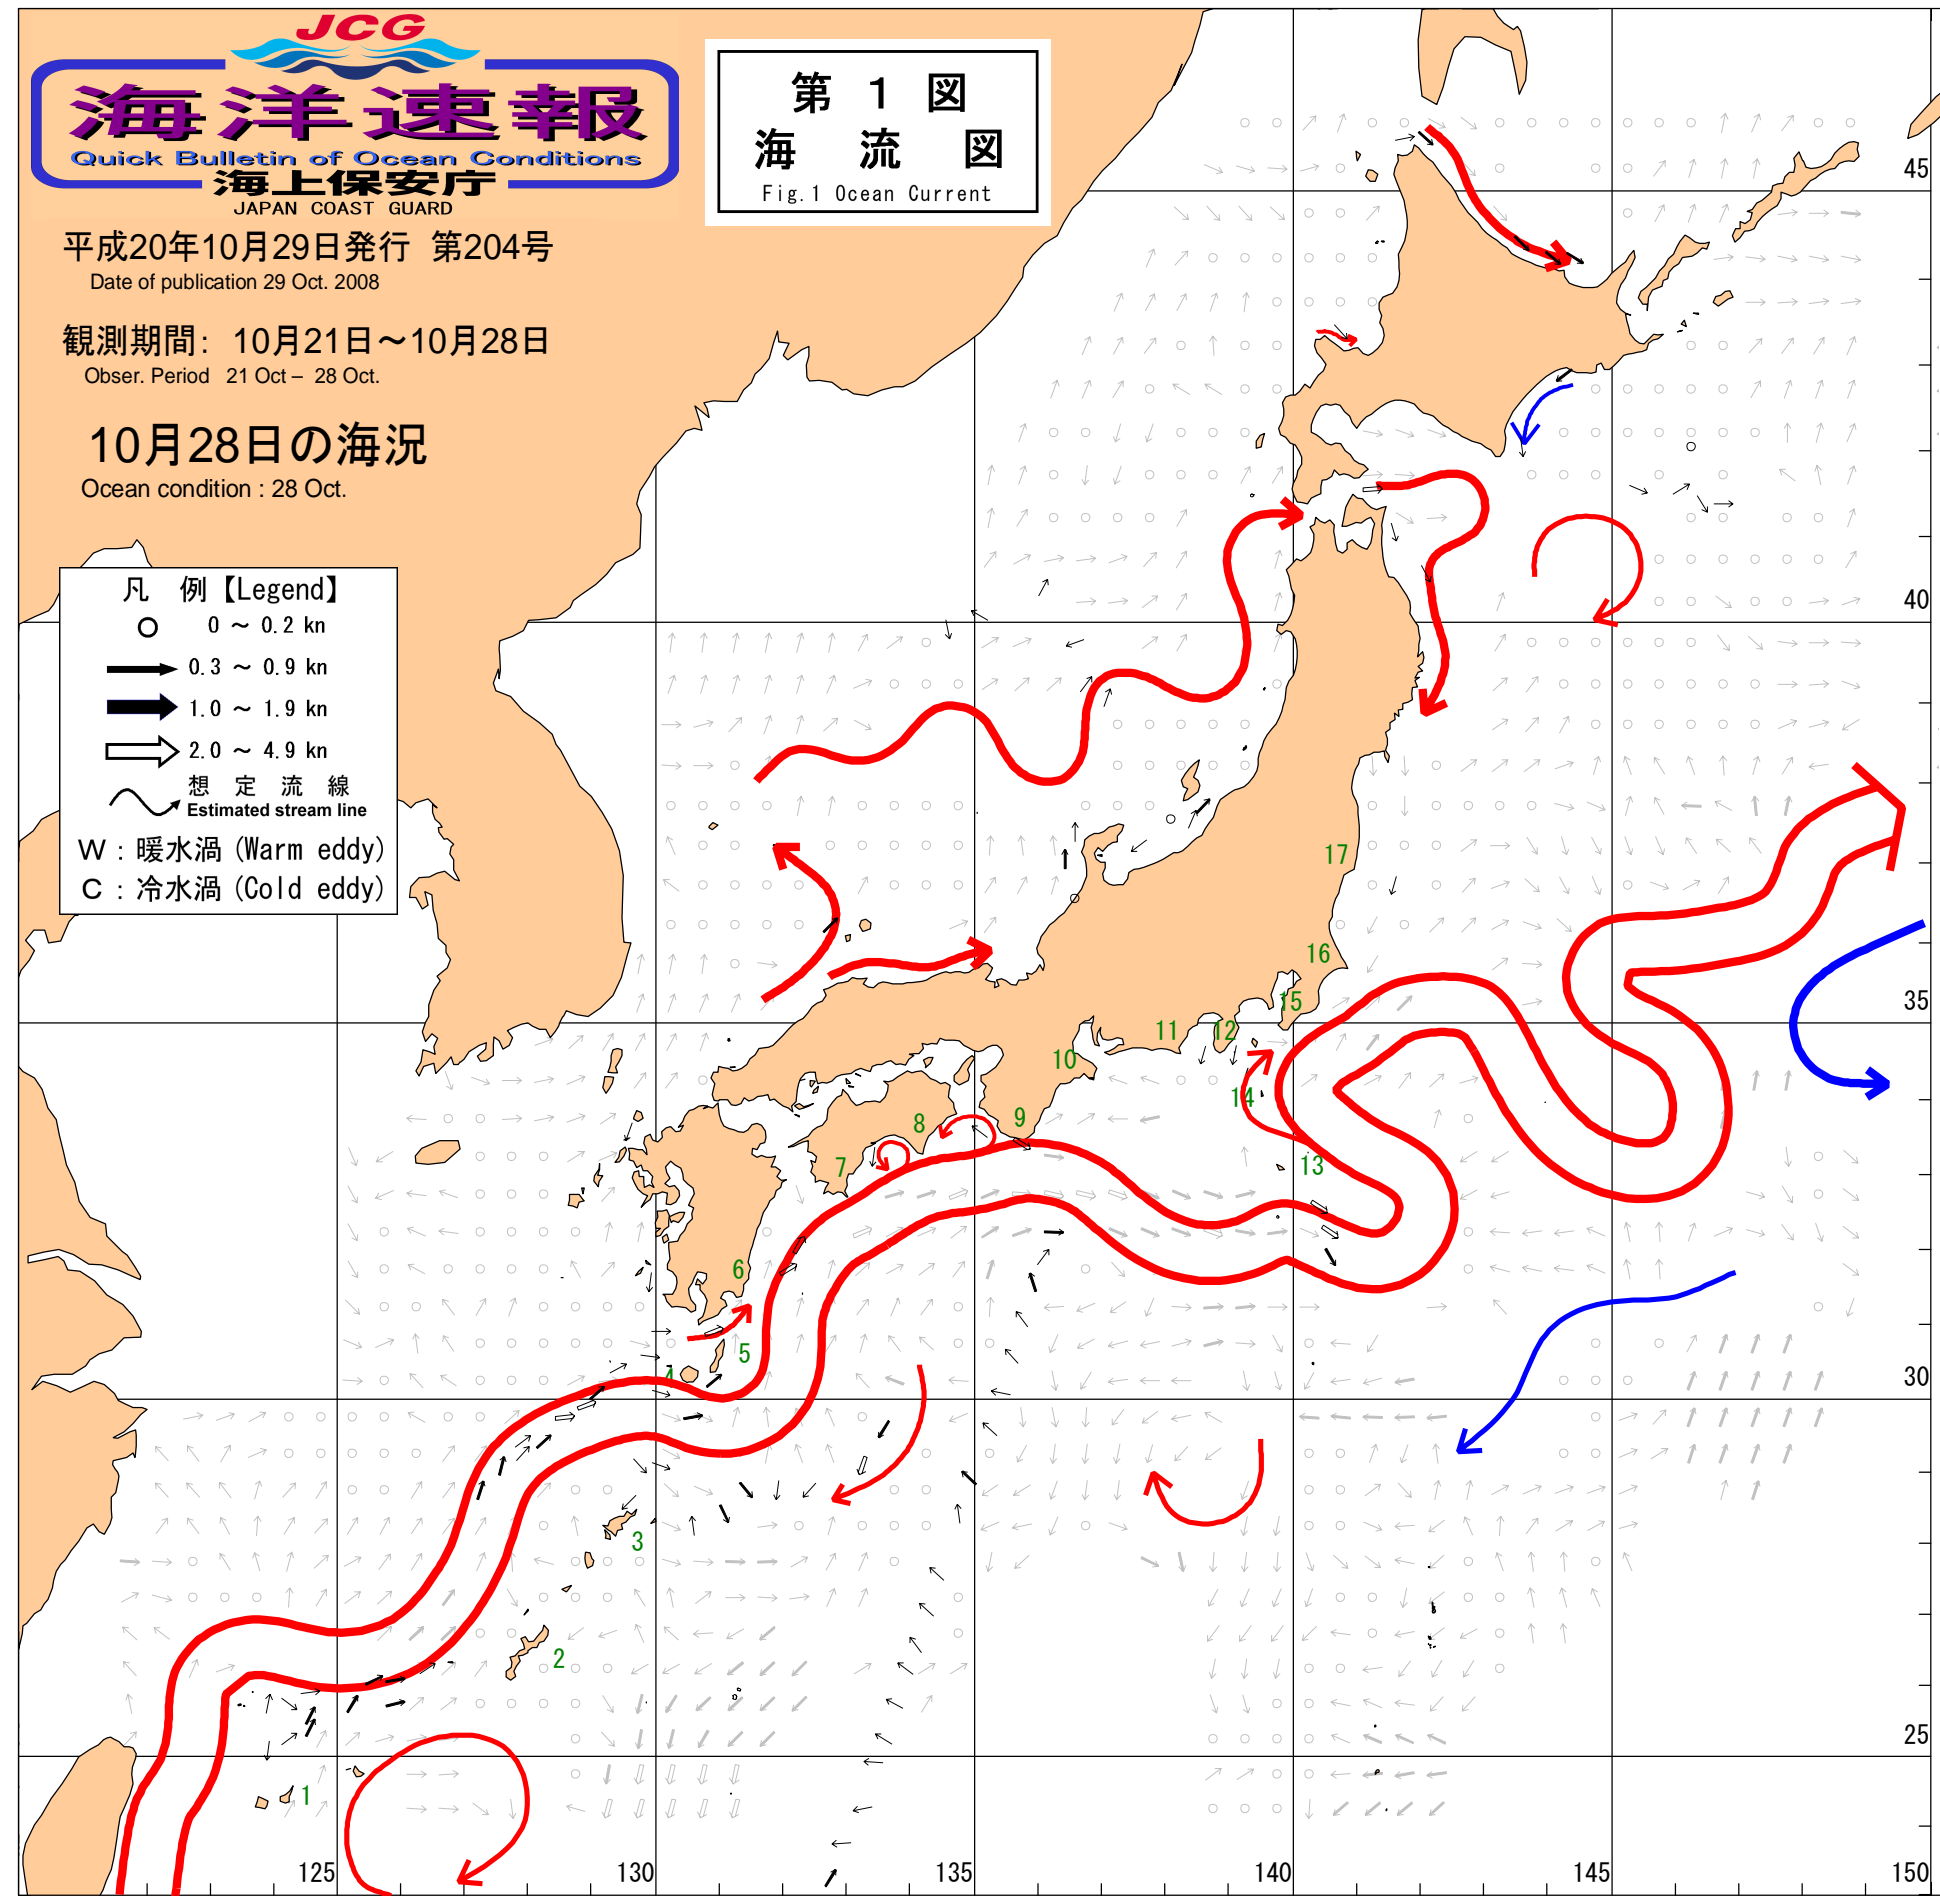 JCG
海洋速報
Quick Bulletin of Ocean Conditions
海上保安庁
JAPAN COAST GUARD
第 1 図
海 流 図
Fig.1 Ocean Current
平成20年10月29日発行 第204号
Date of publication 29 Oct. 2008
観測期間: 10月21日～10月28日
Obser. Period 21 Oct – 28 Oct.
10月28日の海況
Ocean condition : 28 Oct.
凡 例【Legend】
0 ～ 0.2 kn
0.3 ～ 0.9 kn
1.0 ～ 1.9 kn
2.0 ～ 4.9 kn
想 定 流 線
Estimated stream line
W : 暖水渦 (Warm eddy)
C : 冷水渦 (Cold eddy)
45
40
35
30
25
17
16
15
14
13
12
11
10
9
8
7
6
5
4
3
2
1
125
130
135
140
145
150